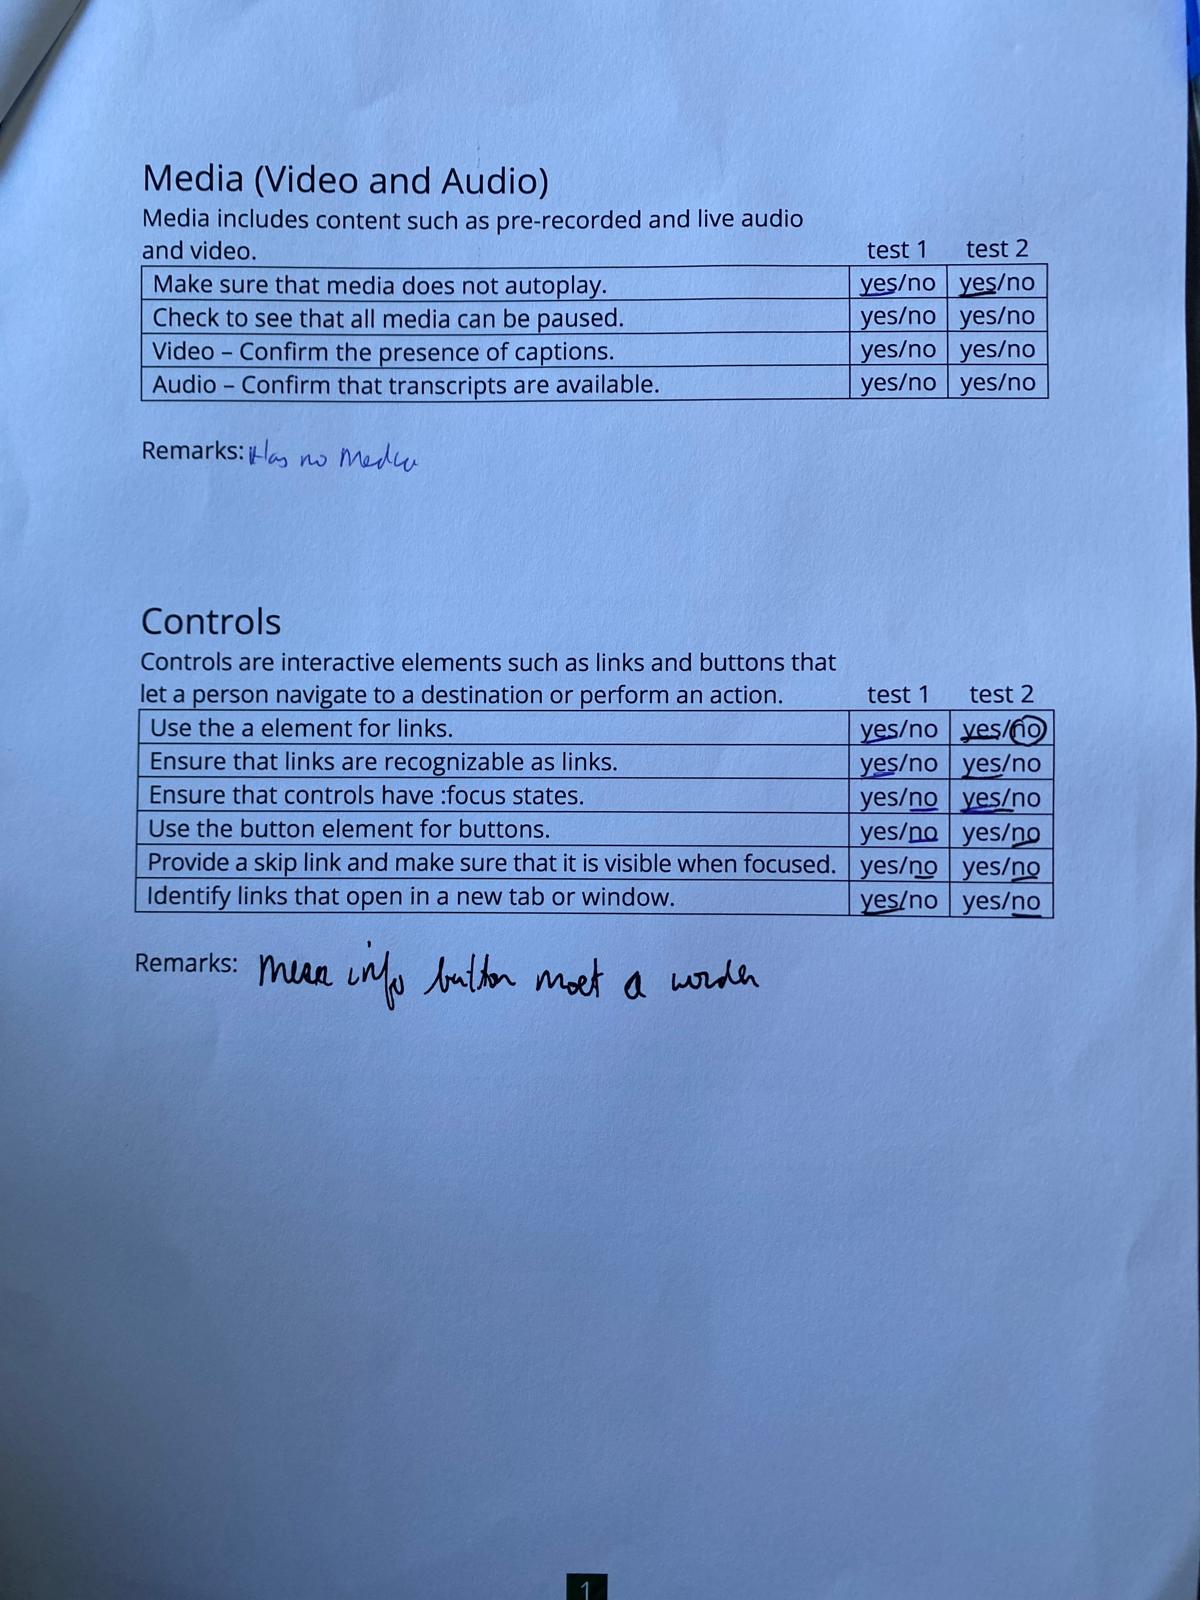 Media (Video and Audio)
Media includes content such as pre-recorded and live audio
and video. test 1 test 2
Make sure that media does not autoplay. yes/no yes/no
Check to see that all media can be paused. yes/no yes/no
Video – Confirm the presence of captions. yes/no yes/no
Audio – Confirm that transcripts are available. yes/no yes/no
Remarks: Has no Media
Controls
Controls are interactive elements such as links and buttons that
let a person navigate to a destination or perform an action. test 1 test 2
Use the a element for links. yes/no yes/no
Ensure that links are recognizable as links. yes/no yes/no
Ensure that controls have :focus states. yes/no yes/no
Use the button element for buttons. yes/no yes/no
Provide a skip link and make sure that it is visible when focused. yes/no yes/no
Identify links that open in a new tab or window. yes/no yes/no
Remarks: info button moet a
1